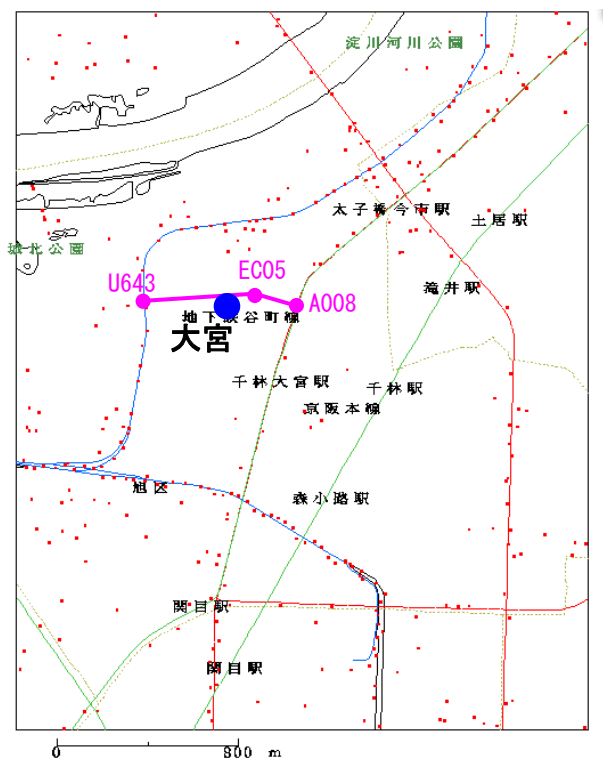 淀川河川公園
太子橋今市駅
土居駅
城北公園
EC05
U643
滝井駅
A008
地下鉄谷町線
大宮
千林大宮駅
千林駅
京阪本線
旭区
森小路駅
関目駅
関目駅
0 800 m